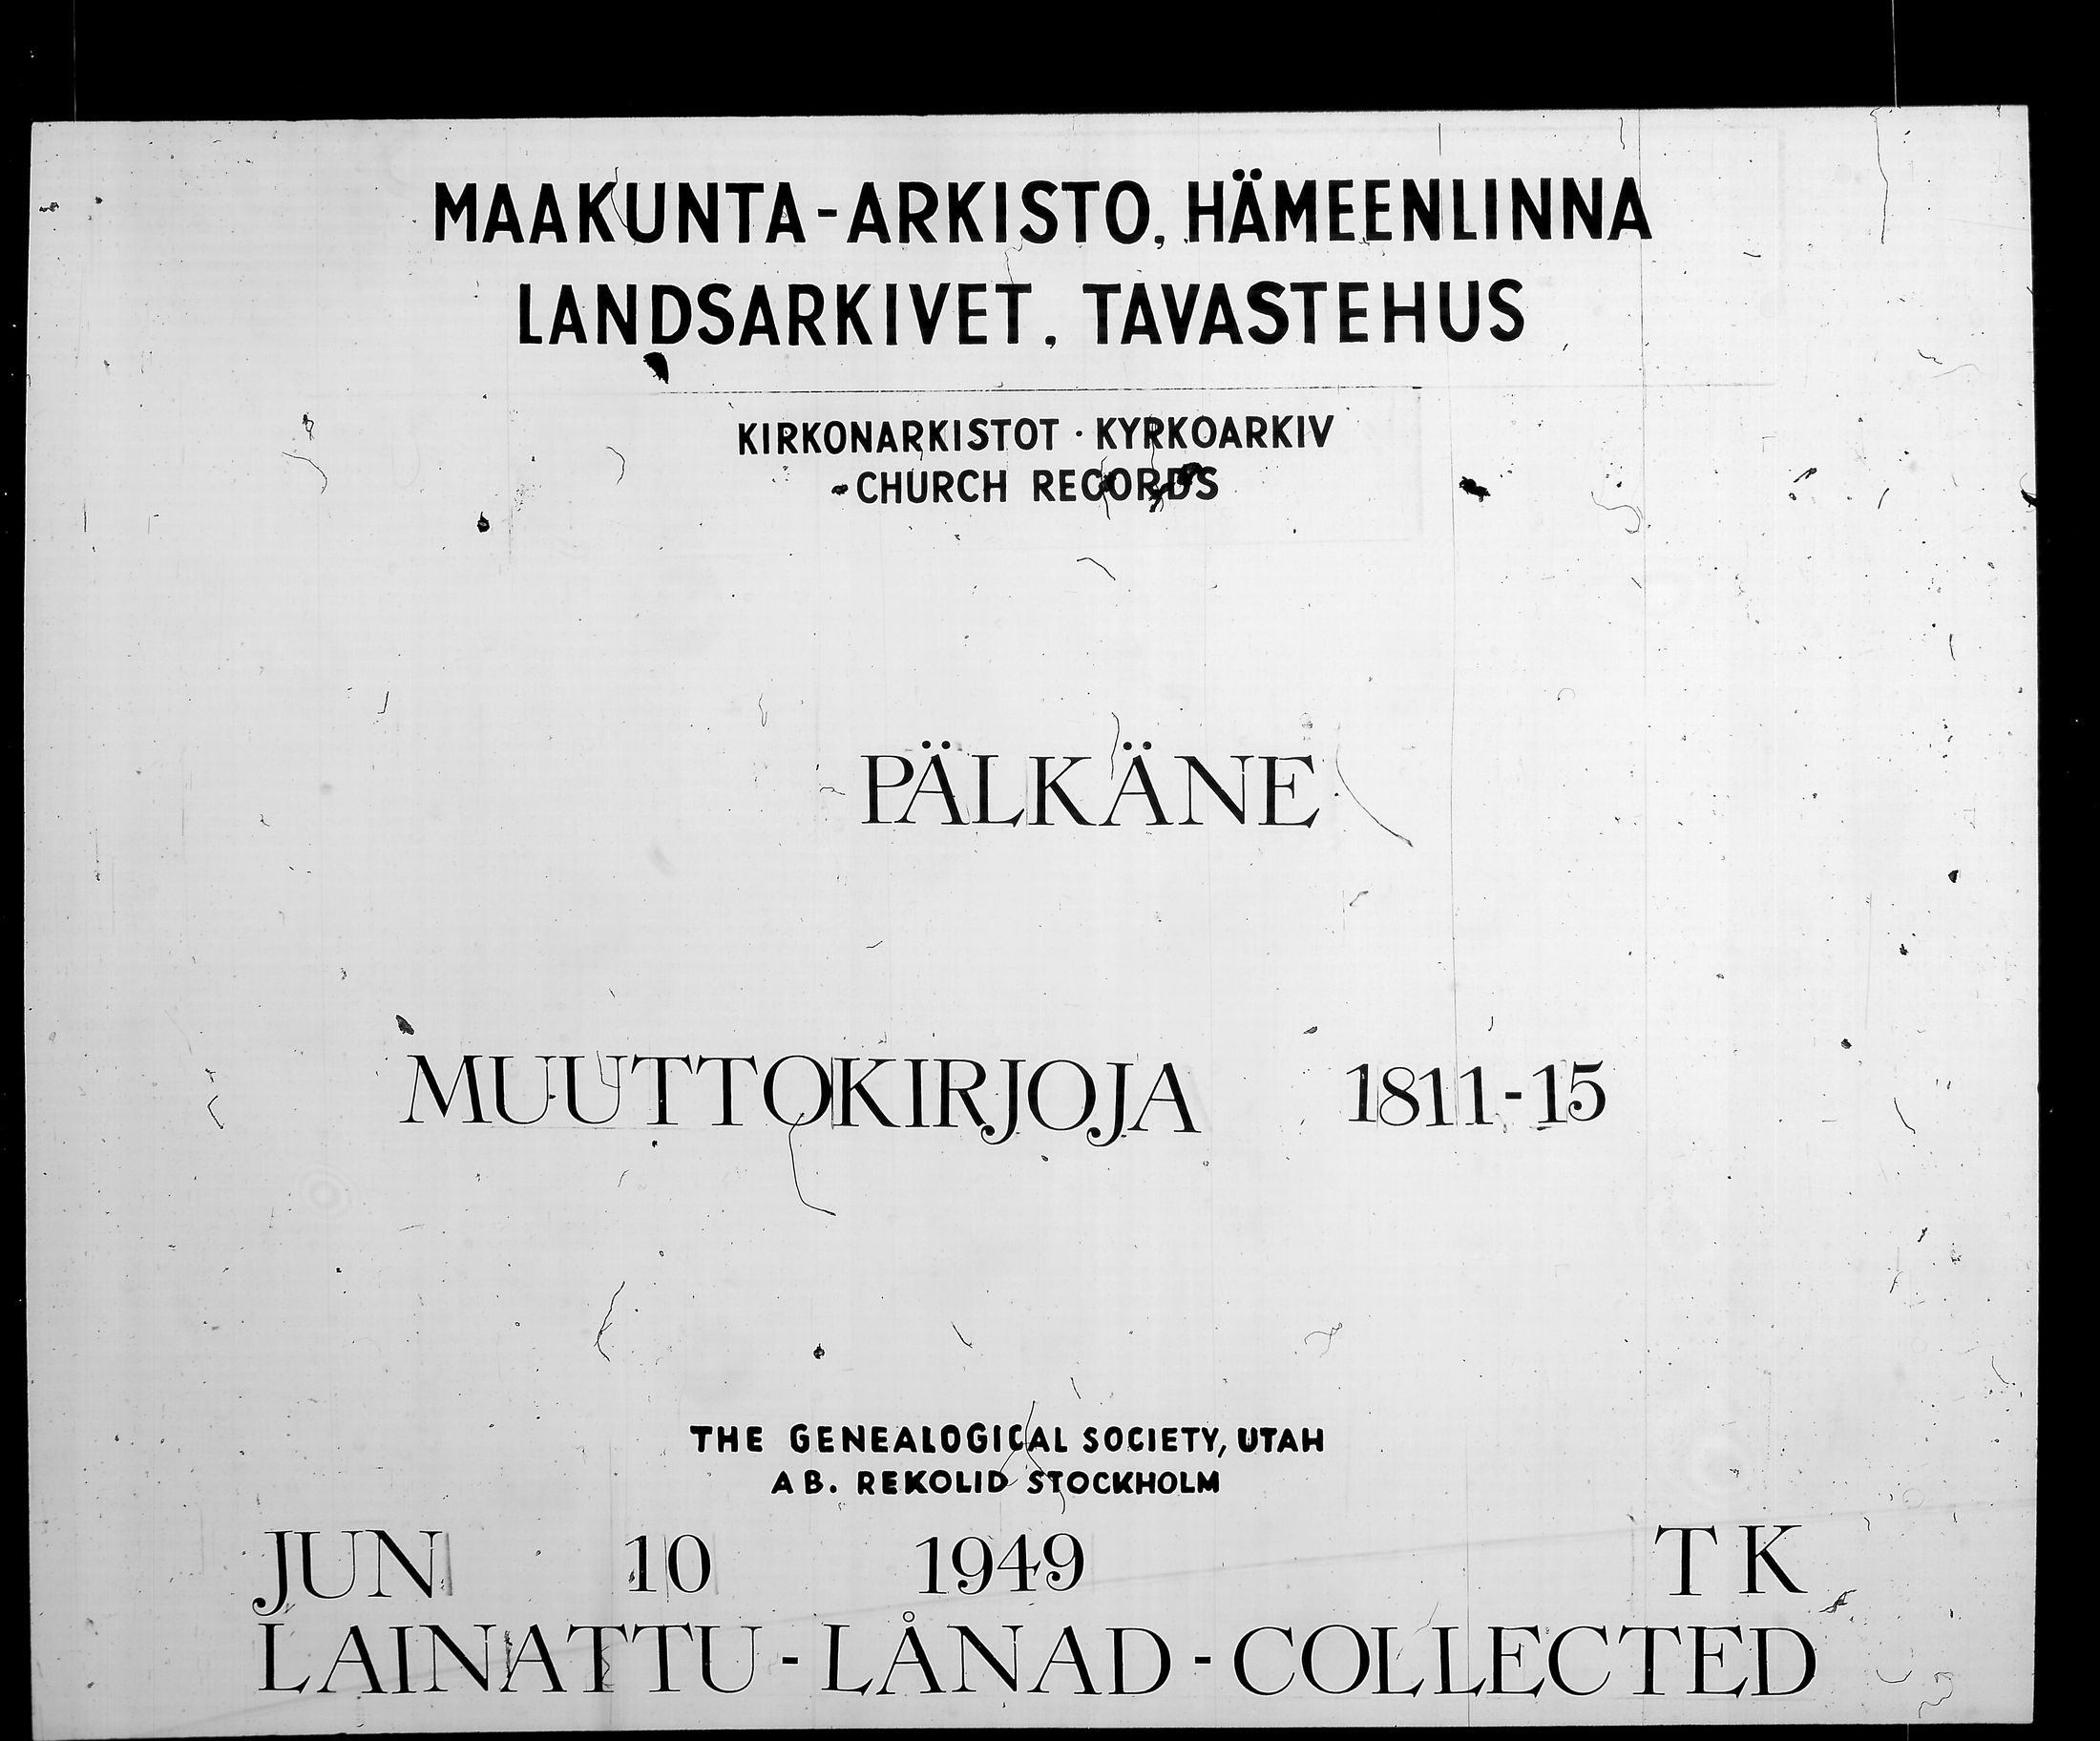 MAAKUNTA-ARKISTO, HÄMEENLINNA
LANDSARKIVET, TAVASTEHUS
KIRKONARKISTOT · KYRKOARKIV
CHURCH RECORDS
PÄLKÄNE
MUUTTOKIRJOJA 1811-15
THE GENEALOGICAL SOCIETY, UTAH
AB. REKOLID STOCKHOLM
JUN 10 1949 TK
LAINATTU - LÅNAD - COLLECTED